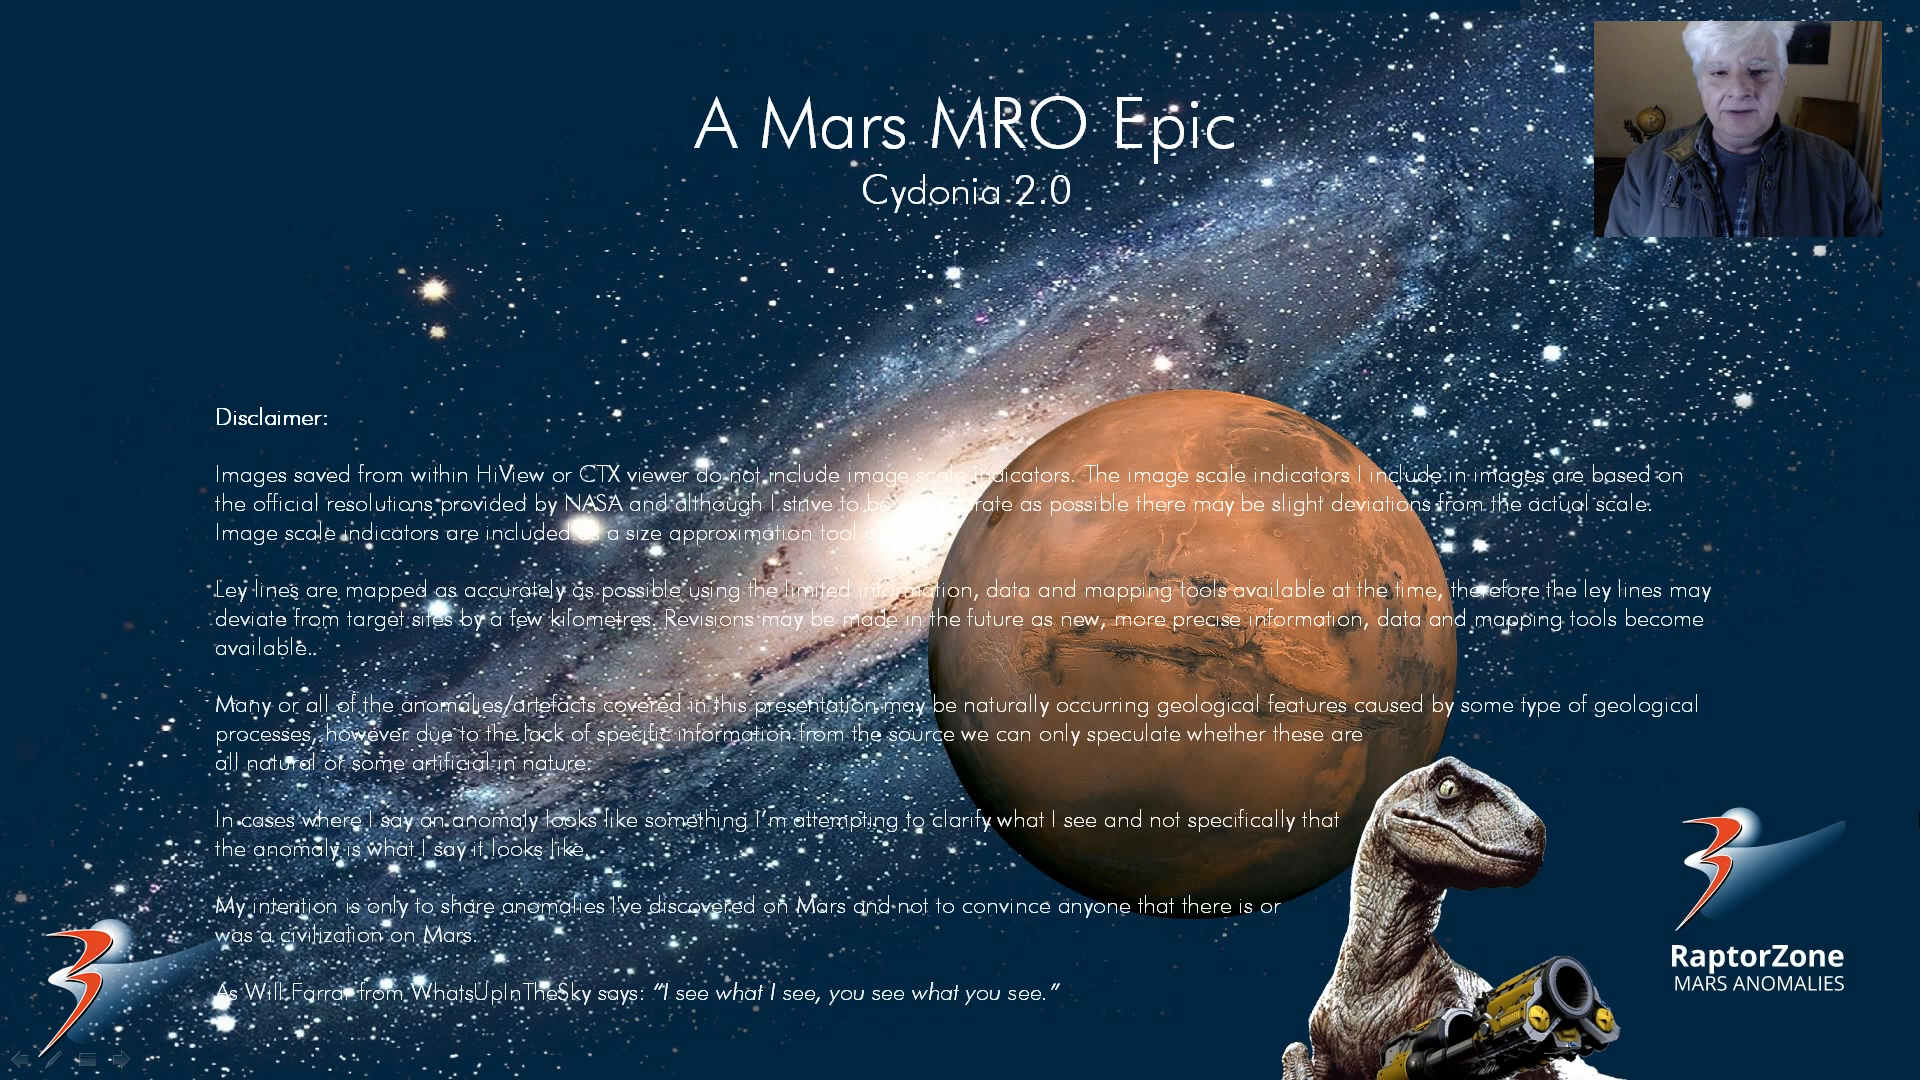 A Mars MRO Epic
Cydonia 2.0
Disclaimer:
Images saved from within HiView or CTX viewer do not include image scale indicators. The image scale indicators I include in images are based on
the official resolutions provided by NASA and although I strive to be rate as possible there may be slight deviations from the actual scale.
Image scale indicators are included as a size approximation tool
Ley lines are mapped as accurately as possible using the limited information, data and mapping tools available at the time, therefore the ley lines may
deviate from target sites by a few kilometres. Revisions may be made in the future as new, more precise information, data and mapping tools become
available..
Many or all of the anomalies/artefacts covered in this presentation may be naturally occurring geological features caused by some type of geological
processes, however due to the lack of specific information from the source we can only speculate whether these are
all natural or some artificial in nature.
In cases where I say an anomaly looks like something I'm attempting to clarify what I see and not specifically that
the anomaly is what I say it looks like.
My intention is only to share anomalies I've discovered on Mars and not to convince anyone that there is or
was a civilization on Mars.
As Will Farrar from WhatsUpInTheSky says: “I see what I see, you see what you see.”
RaptorZone
MARS ANOMALIES